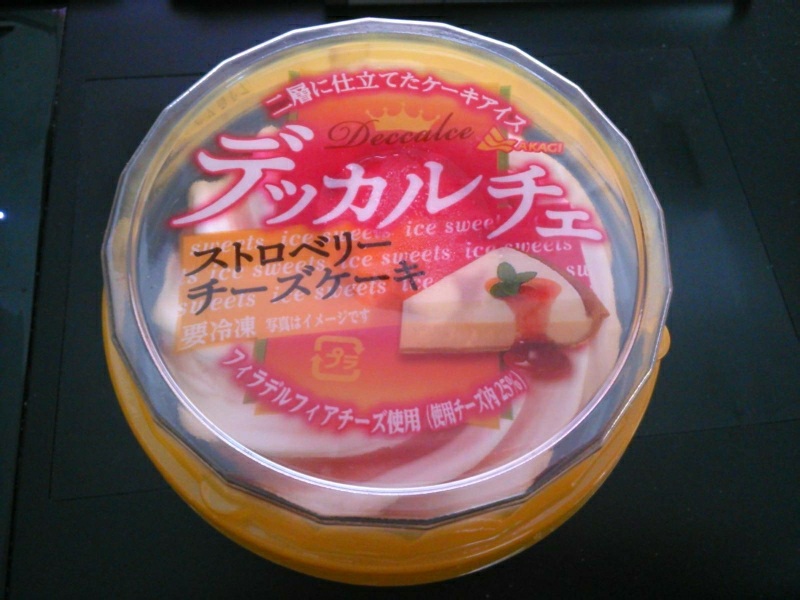 二層に仕立てたケーキアイス
Deccalce
AKAGI
デッカルチェ
sweets ice sweets ice sweets
ストロベリー
チーズケーキ
要冷凍 写真はイメージです
プラ
フィラデルフィアチーズ使用(使用チーズ内25%)